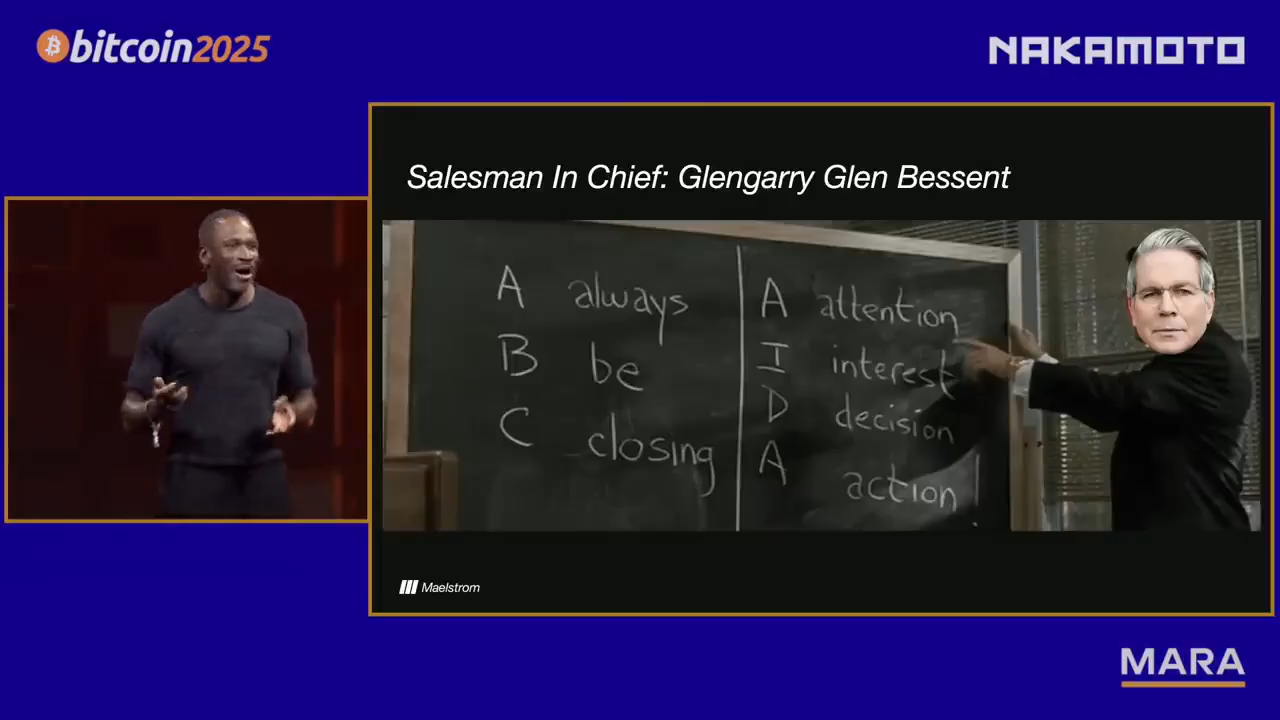 bitcoin2025
NAKAMOTO
Salesman In Chief: Glengarry Glen Bessent
A always
B be
C closing
A attention
I interest
D decision
A action
Maelstrom
MARA